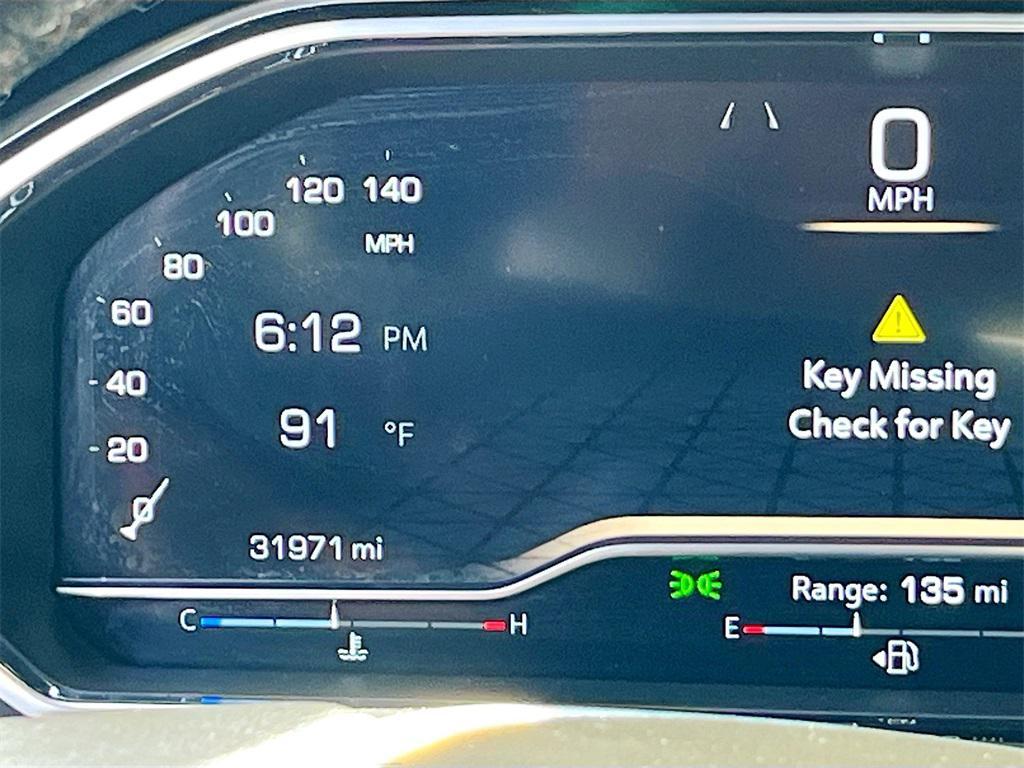 0
MPH
120 140
100
MPH
80
60
6:12 PM
Key Missing
40
Check for Key
91 °F
20
0
31971 mi
Range: 135 mi
C H
E